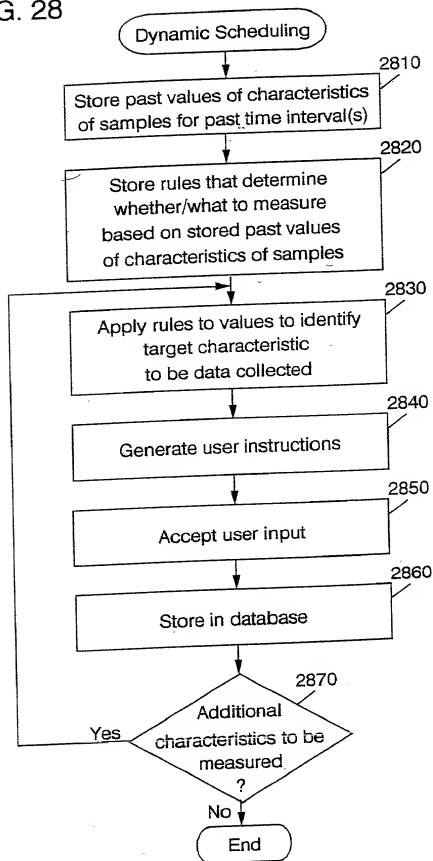 G. 28
Dynamic Scheduling
2810
Store past values of characteristics
of samples for past time interval(s)
2820
Store rules that determine
whether/what to measure
based on stored past values
of characteristics of samples
2830
Apply rules to values to identify
target characteristic
to be data collected
2840
Generate user instructions
2850
Accept user input
2860
Store in database
2870
Additional
characteristics to be
measured
?
Yes
No
End